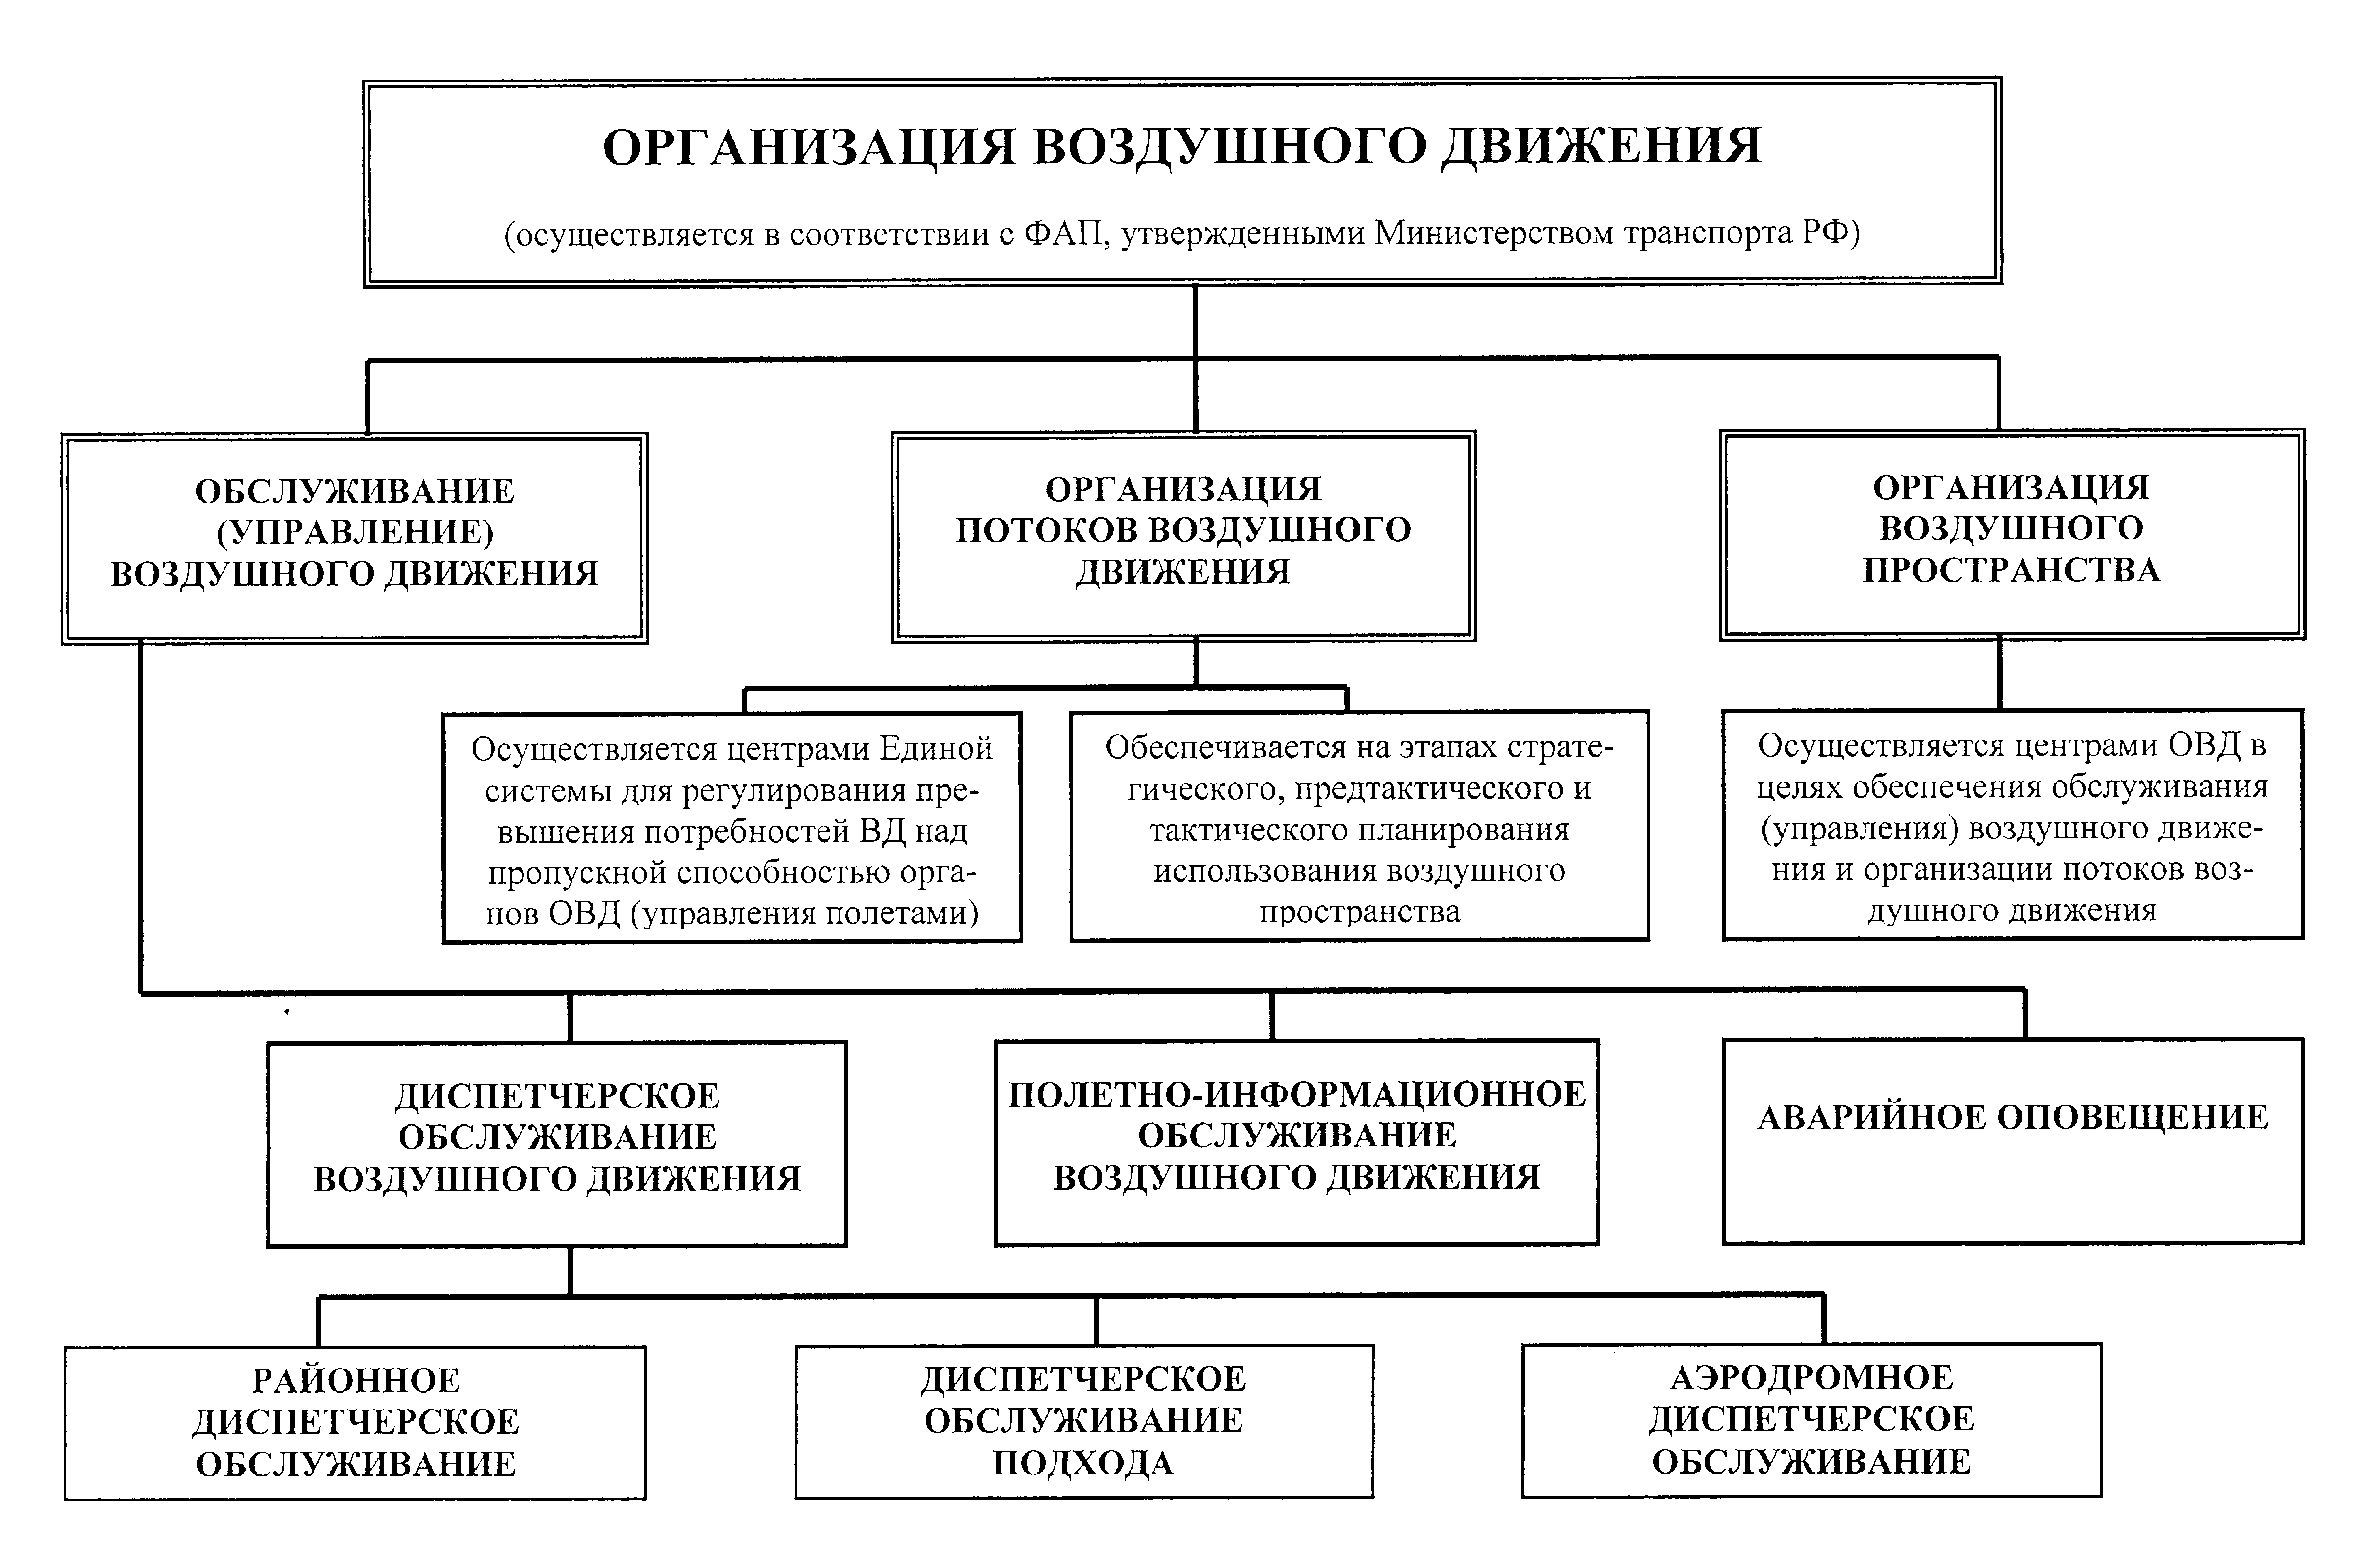 ОРГАНИЗАЦИЯ ВОЗДУШНОГО ДВИЖЕНИЯ
(осуществляется в соответствии с ФАП, утвержденными Министерством транспорта РФ)
ОБСЛУЖИВАНИЕ
(УПРАВЛЕНИЕ)
ВОЗДУШНОГО ДВИЖЕНИЯ
ОРГАНИЗАЦИЯ
ПОТОКОВ ВОЗДУШНОГО
ДВИЖЕНИЯ
ОРГАНИЗАЦИЯ
ВОЗДУШНОГО
ПРОСТРАНСТВА
Осуществляется центрами Единой
системы для регулирования пре-
вышения потребностей ВД над
пропускной способностью орга-
нов ОВД (управления полетами)
Обеспечивается на этапах страте-
гического, предтактического и
тактического планирования
использования воздушного
пространства
Осуществляется центрами ОВД в
целях обеспечения обслуживания
(управления) воздушного движе-
ния и организации потоков воз-
душного движения
ДИСПЕТЧЕРСКОЕ
ОБСЛУЖИВАНИЕ
ВОЗДУШНОГО ДВИЖЕНИЯ
ПОЛЕТНО-ИНФОРМАЦИОННОЕ
ОБСЛУЖИВАНИЕ
ВОЗДУШНОГО ДВИЖЕНИЯ
АВАРИЙНОЕ ОПОВЕЩЕНИЕ
РАЙОННОЕ
ДИСПЕТЧЕРСКОЕ
ОБСЛУЖИВАНИЕ
ДИСПЕТЧЕРСКОЕ
ОБСЛУЖИВАНИЕ
ПОДХОДА
АЭРОДРОМНОЕ
ДИСПЕТЧЕРСКОЕ
ОБСЛУЖИВАНИЕ